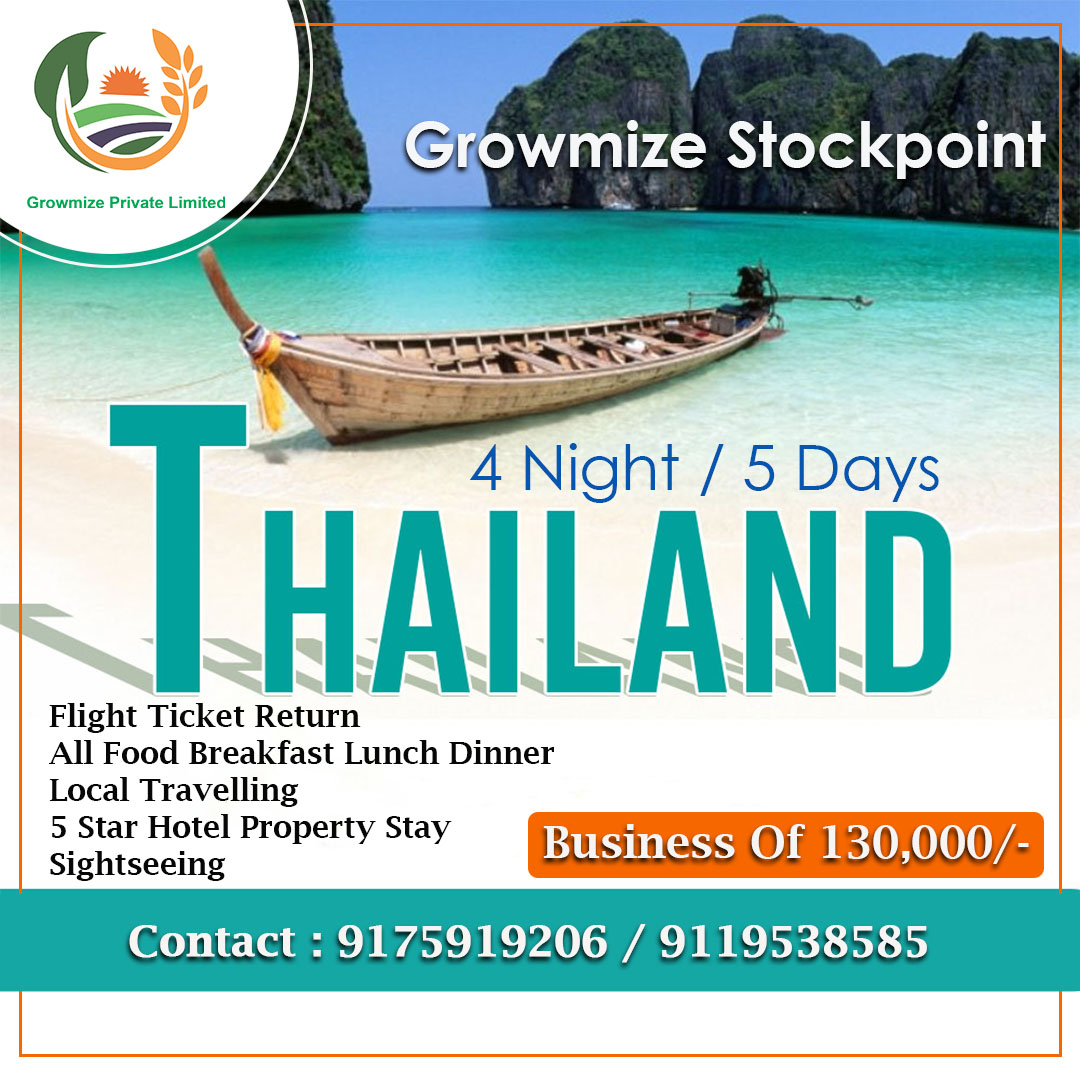 Growmize Private Limited
Growmize Stockpoint
4 Night / 5 Days
THAILAND
Flight Ticket Return
All Food Breakfast Lunch Dinner
Local Travelling
5 Star Hotel Property Stay
Sightseeing
Business Of 130,000/-
Contact : 9175919206 / 9119538585